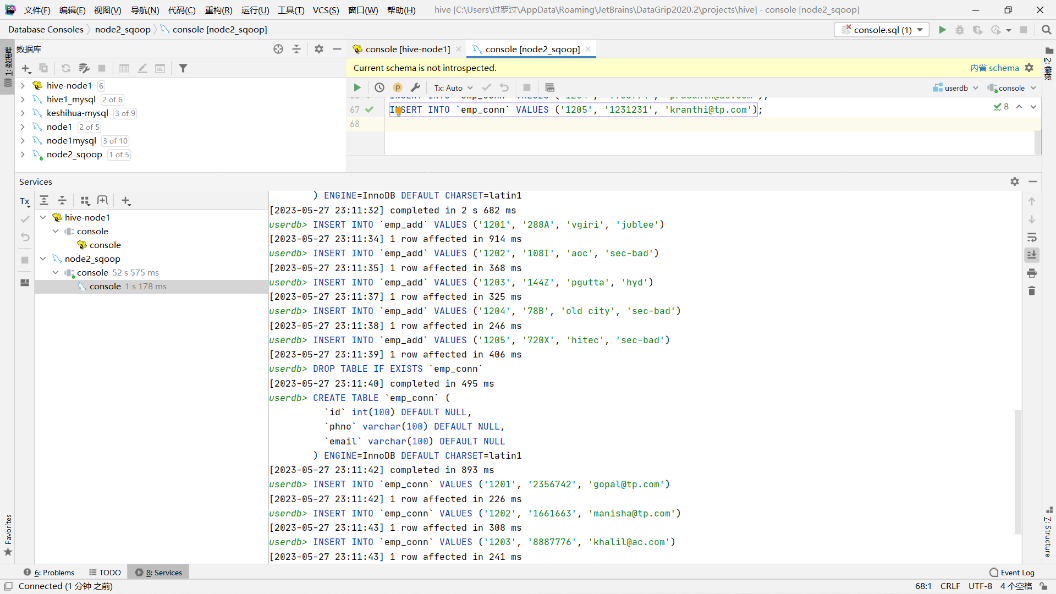 文件(F) 编辑(E) 视图(V) 导航(N) 代码(C) 重构(R) 运行(U) 工具(T) VCS(S) 窗口(W) 帮助(H) hive [C:\Users\过罗过\AppData\Roaming\JetBrains\DataGrip2020.2\projects\hive] - console [node2_sqoop]
Database Consoles node2_sqoop console [node2_sqoop] console.sql (1)
数据库
console [hive-node1] console [node2_sqoop]
Current schema is not introspected. 内省 schema
Tx: Auto userdb console
hive-node1 6
hive1_mysql 2 of 6
keshihua-mysql 3 of 9
node1 2 of 5
node1mysql 3 of 10
node2_sqoop 1 of 5
67 INSERT INTO `emp_conn` VALUES ('1205', '1231231', 'kranthi@tp.com'); 8
68
Services
Tx
hive-node1
console
console
node2_sqoop
console 52 s 575 ms
console 1 s 178 ms
) ENGINE=InnoDB DEFAULT CHARSET=latin1
[2023-05-27 23:11:32] completed in 2 s 682 ms
userdb> INSERT INTO `emp_add` VALUES ('1201', '288A', 'vgiri', 'jublee')
[2023-05-27 23:11:34] 1 row affected in 914 ms
userdb> INSERT INTO `emp_add` VALUES ('1202', '108I', 'aoc', 'sec-bad')
[2023-05-27 23:11:35] 1 row affected in 368 ms
userdb> INSERT INTO `emp_add` VALUES ('1203', '144Z', 'pgutta', 'hyd')
[2023-05-27 23:11:37] 1 row affected in 325 ms
userdb> INSERT INTO `emp_add` VALUES ('1204', '78B', 'old city', 'sec-bad')
[2023-05-27 23:11:38] 1 row affected in 246 ms
userdb> INSERT INTO `emp_add` VALUES ('1205', '720X', 'hitec', 'sec-bad')
[2023-05-27 23:11:39] 1 row affected in 406 ms
userdb> DROP TABLE IF EXISTS `emp_conn`
[2023-05-27 23:11:40] completed in 495 ms
userdb> CREATE TABLE `emp_conn` (
`id` int(100) DEFAULT NULL,
`phno` varchar(100) DEFAULT NULL,
`email` varchar(100) DEFAULT NULL
) ENGINE=InnoDB DEFAULT CHARSET=latin1
[2023-05-27 23:11:42] completed in 893 ms
userdb> INSERT INTO `emp_conn` VALUES ('1201', '2356742', 'gopal@tp.com')
[2023-05-27 23:11:42] 1 row affected in 226 ms
userdb> INSERT INTO `emp_conn` VALUES ('1202', '1661663', 'manisha@tp.com')
[2023-05-27 23:11:43] 1 row affected in 308 ms
userdb> INSERT INTO `emp_conn` VALUES ('1203', '8887776', 'khalil@ac.com')
[2023-05-27 23:11:43] 1 row affected in 241 ms
Favorites
Z: Structure
6: Problems TODO 8: Services Event Log
Connected (1 分钟 之前) 68:1 CRLF UTF-8 4 个空格